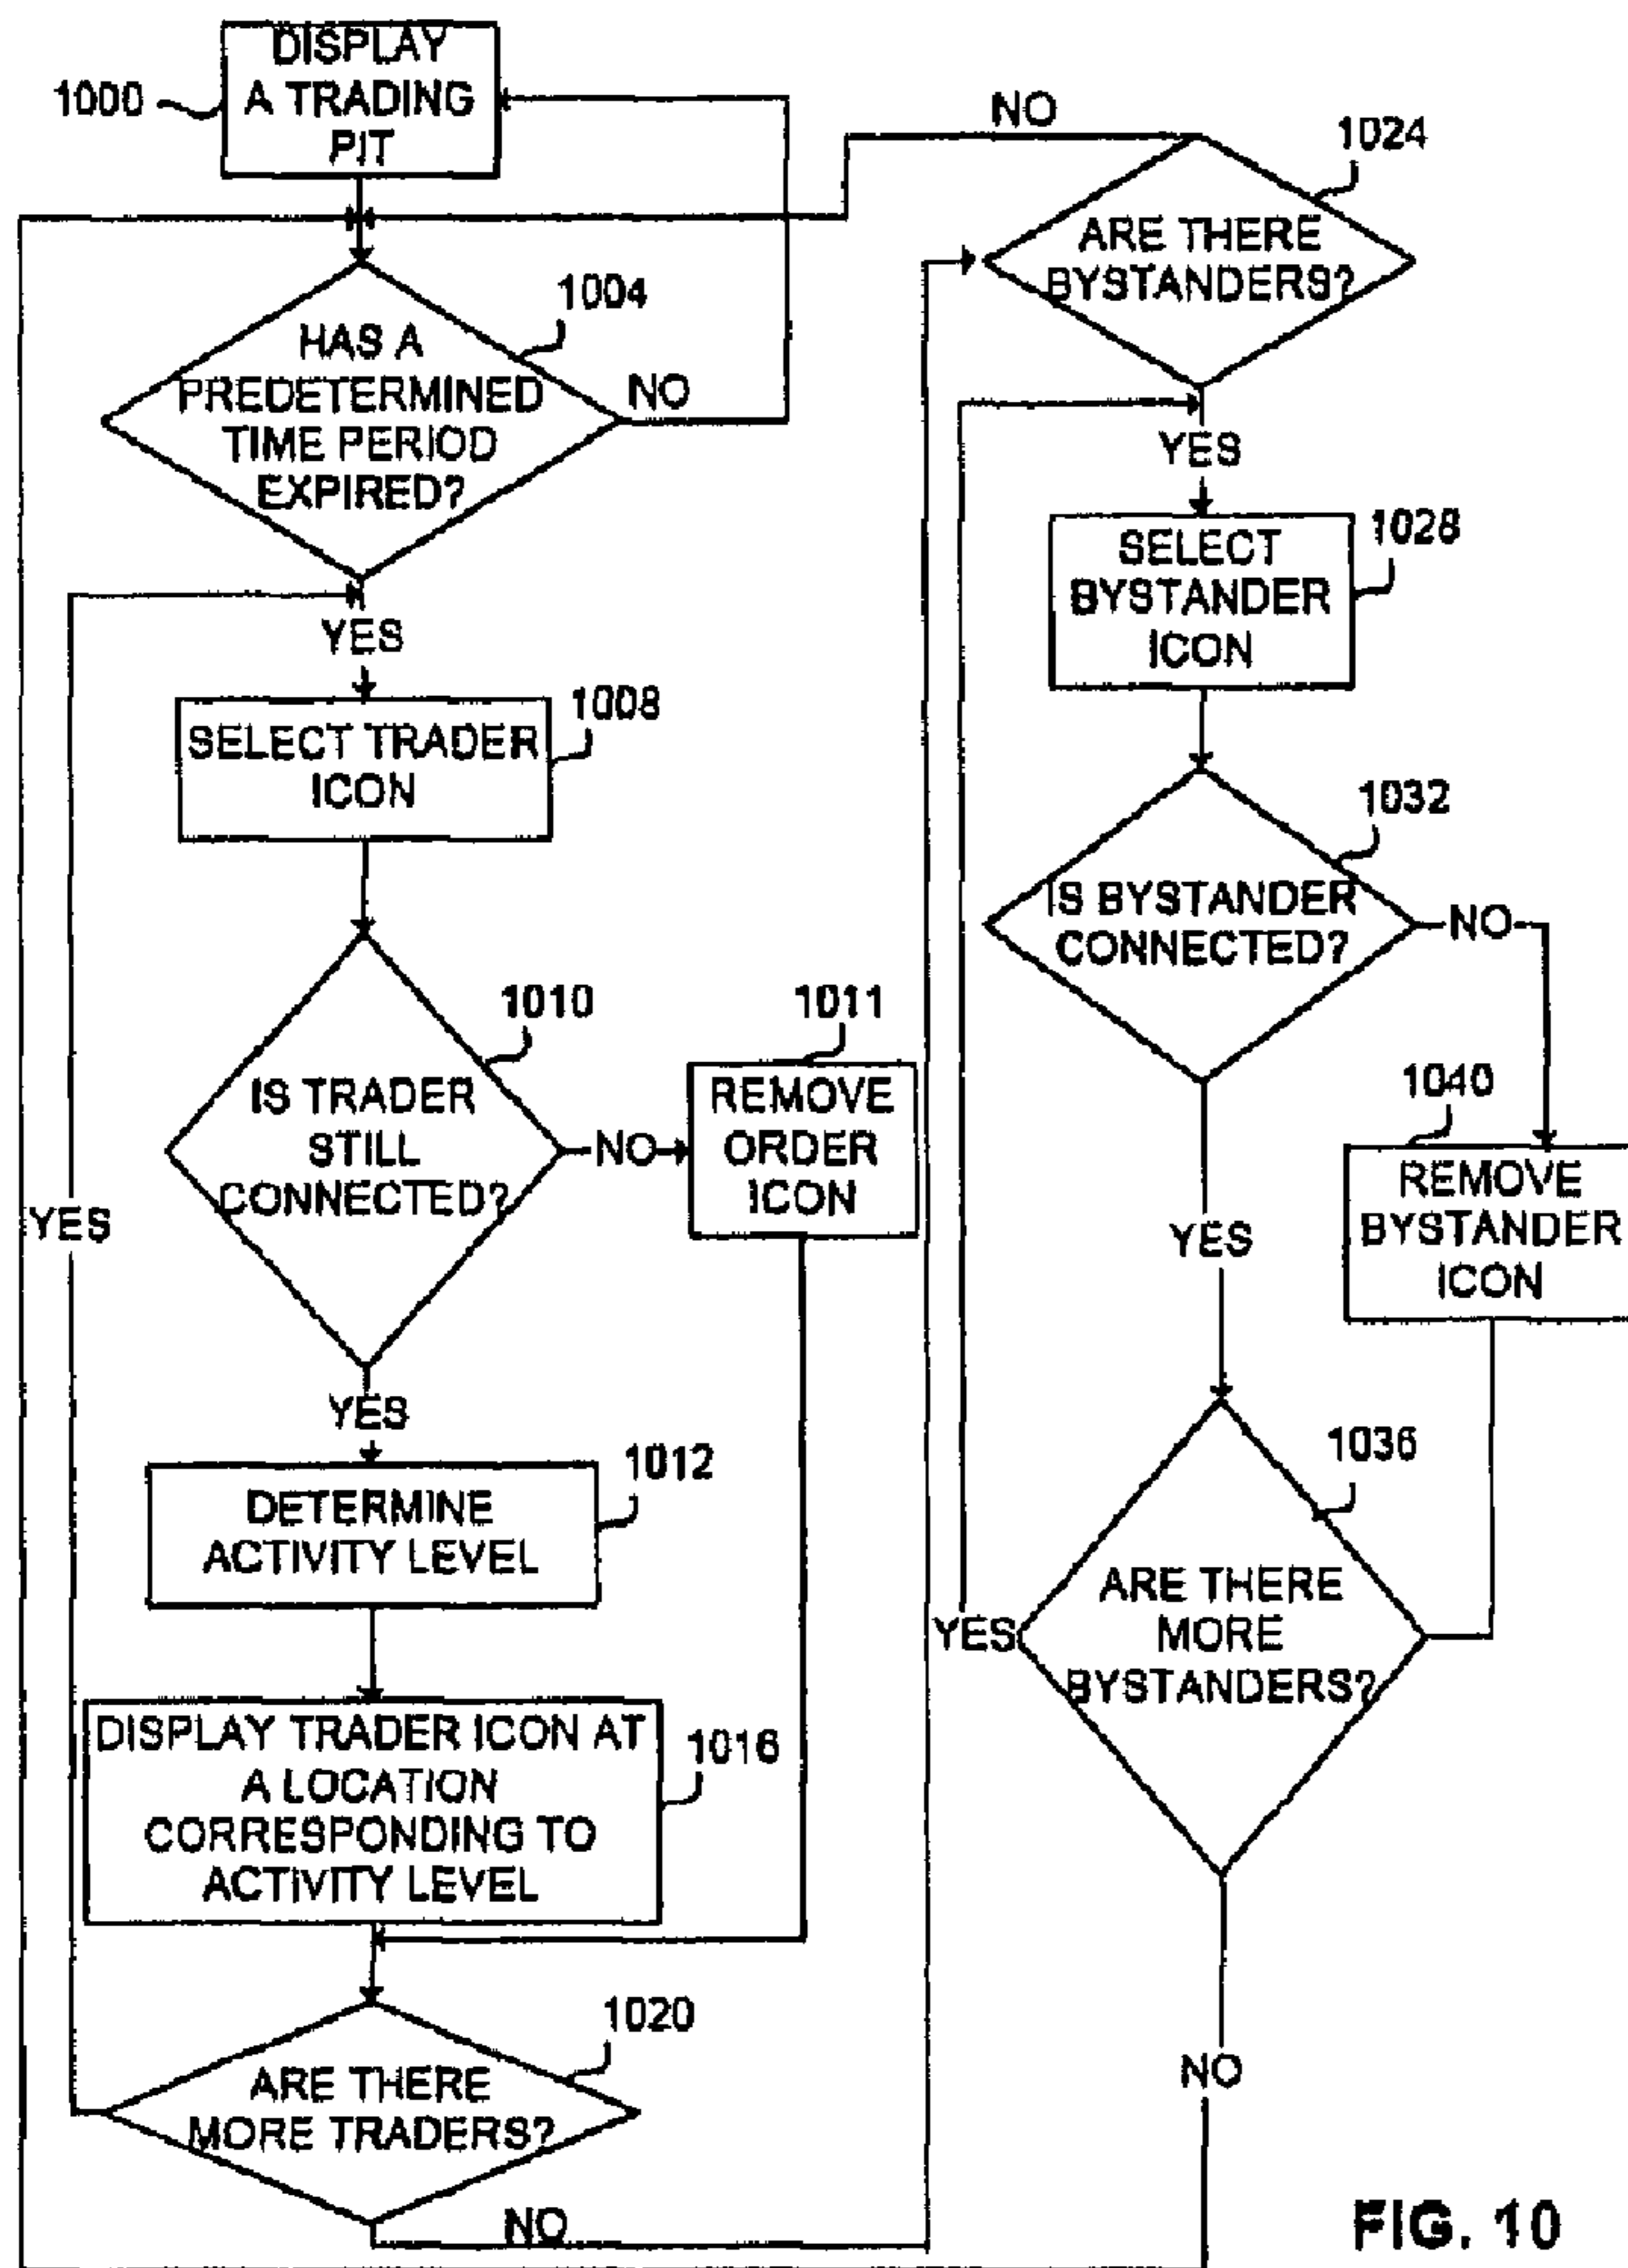 DISPLAY
A TRADING
PIT
1000
HAS A
PREDETERMINED
TIME PERIOD
EXPIRED?
1004
NO
YES
SELECT TRADER
ICON
1008
IS TRADER
STILL
CONNECTED?
1010
NO
REMOVE
ORDER
ICON
1011
YES
DETERMINE
ACTIVITY LEVEL
1012
DISPLAY TRADER ICON AT
A LOCATION
CORRESPONDING TO
ACTIVITY LEVEL
1016
ARE THERE
MORE TRADERS?
1020
YES
NO
ARE THERE
BYSTANDERS?
1024
NO
YES
SELECT
BYSTANDER
ICON
1028
IS BYSTANDER
CONNECTED?
1032
NO
REMOVE
BYSTANDER
ICON
1040
YES
ARE THERE
MORE
BYSTANDERS?
1036
YES
NO
FIG. 10